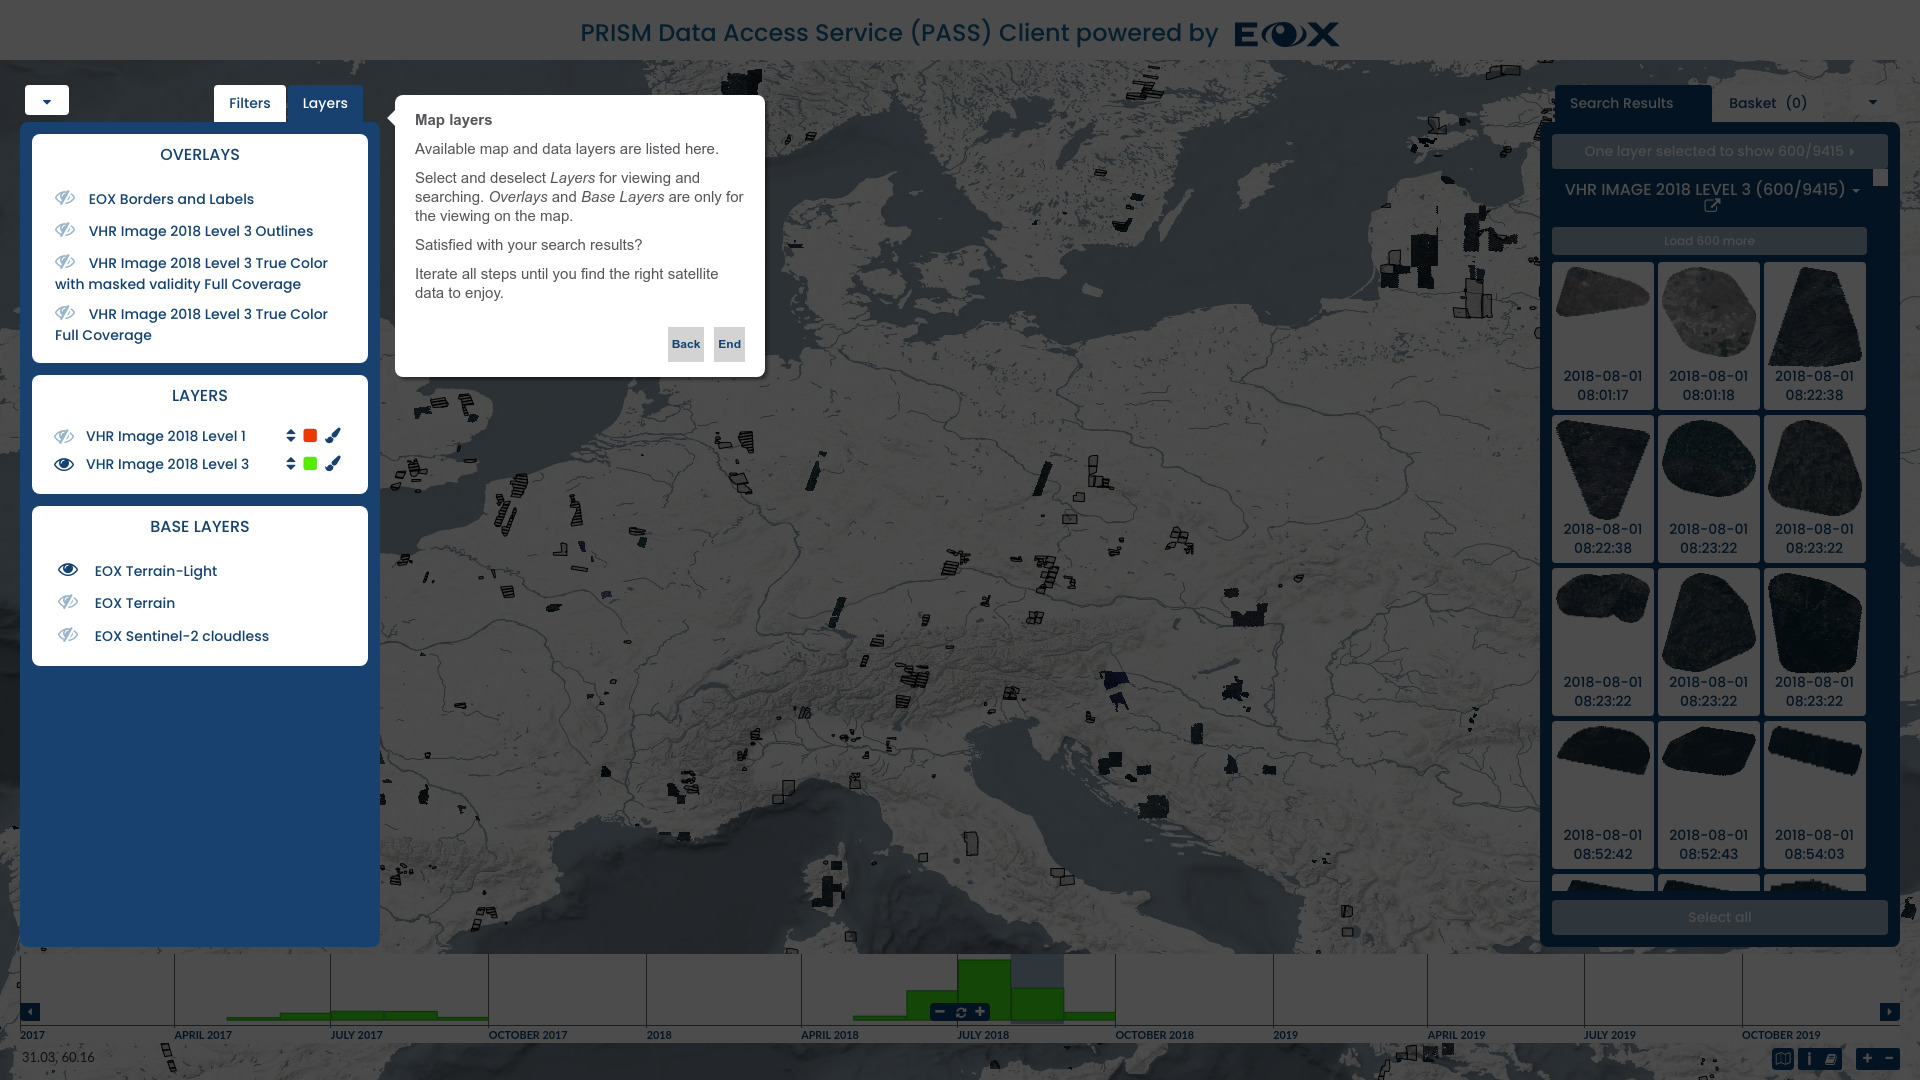 PRISM Data Access Service (PASS) Client powered by EOX
Filters
Layers
OVERLAYS
EOX Borders and Labels
VHR Image 2018 Level 3 Outlines
VHR Image 2018 Level 3 True Color
with masked validity Full Coverage
VHR Image 2018 Level 3 True Color
Full Coverage
LAYERS
VHR Image 2018 Level 1
VHR Image 2018 Level 3
BASE LAYERS
EOX Terrain-Light
EOX Terrain
EOX Sentinel-2 cloudless
Map layers
Available map and data layers are listed here.
Select and deselect Layers for viewing and
searching. Overlays and Base Layers are only for
the viewing on the map.
Satisfied with your search results?
Iterate all steps until you find the right satellite
data to enjoy.
Back
End
Search Results
Basket (0)
One layer selected to show 600/9415
VHR IMAGE 2018 LEVEL 3 (600/9415)
Load 600 more
2018-08-01 2018-08-01 2018-08-01
08:01:17 08:01:18 08:22:38
2018-08-01 2018-08-01 2018-08-01
08:22:38 08:23:22 08:23:22
2018-08-01 2018-08-01 2018-08-01
08:23:22 08:23:22 08:23:22
2018-08-01 2018-08-01 2018-08-01
08:52:42 08:52:43 08:54:03
Select all
2017 APRIL 2017 JULY 2017 OCTOBER 2017 2018 APRIL 2018 JULY 2018 OCTOBER 2018 2019 APRIL 2019 JULY 2019 OCTOBER 2019
31.03, 60.16